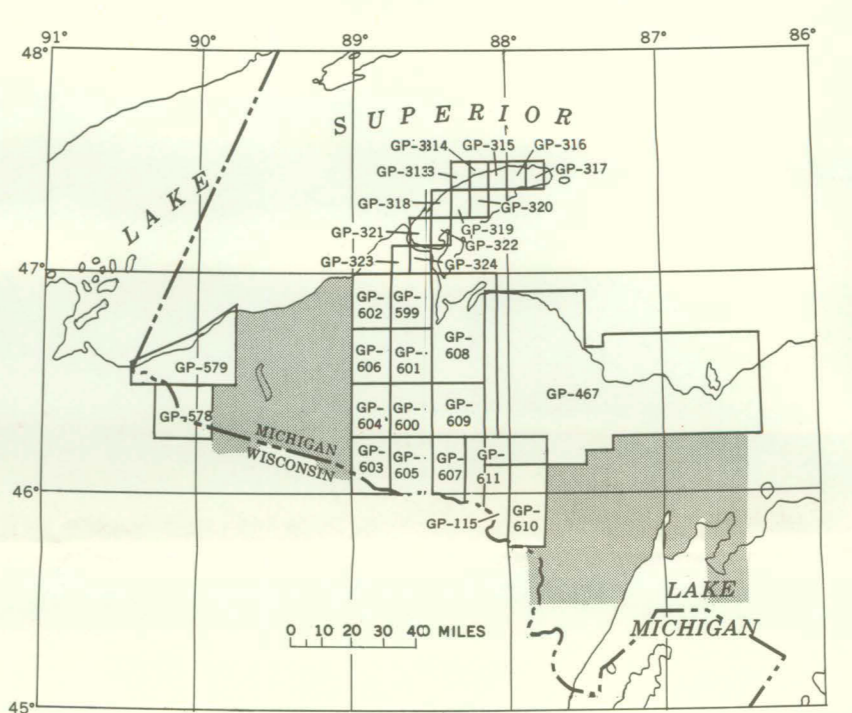 91° 90° 89° 88° 87° 86°
48°
SUPERIOR
GP-314 GP-315 GP-316
GP-313 GP-317
GP-318 GP-320
LAKE
GP-319
GP-321 GP-322
GP-323 GP-324
47°
GP-602 GP-599
GP-606 GP-601 GP-608
GP-579
GP-467
GP-578
GP-604 GP-600 GP-609
MICHIGAN
WISCONSIN
GP-603 GP-605 GP-607 GP-611
46°
GP-115 GP-610
LAKE
MICHIGAN
0 10 20 30 40 MILES
45°